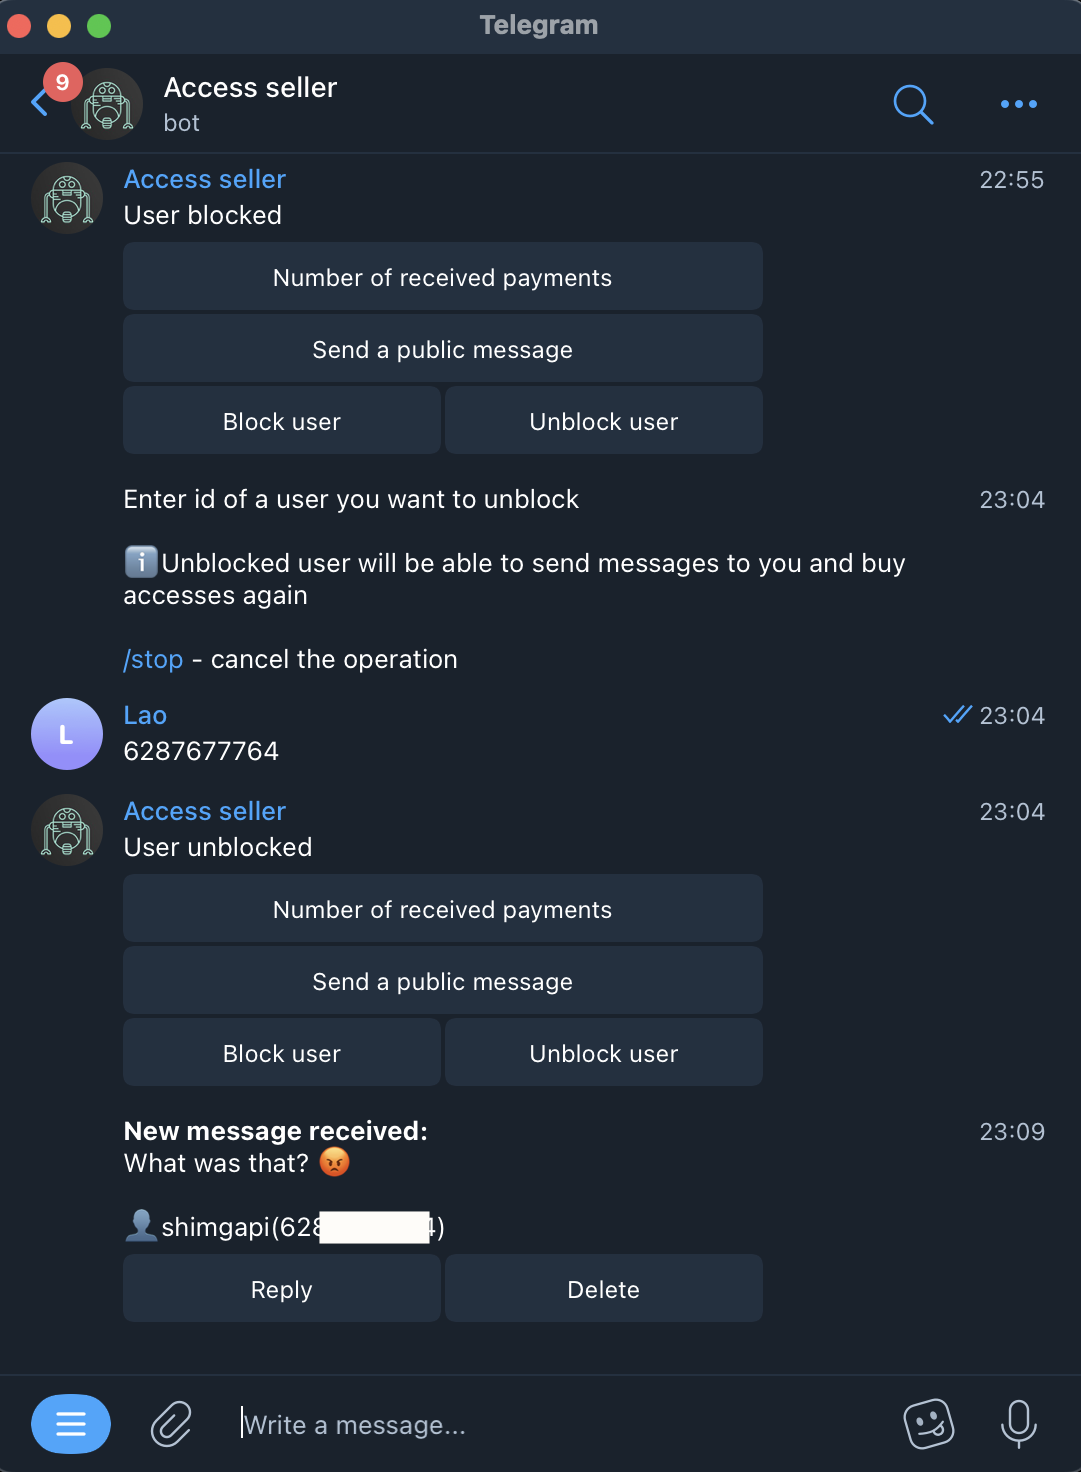 Telegram
9
Access seller
bot
Access seller 22:55
User blocked
Number of received payments
Send a public message
Block user Unblock user
Enter id of a user you want to unblock 23:04
ℹ️Unblocked user will be able to send messages to you and buy
accesses again
/stop - cancel the operation
L
Lao 23:04
6287677764
Access seller 23:04
User unblocked
Number of received payments
Send a public message
Block user Unblock user
New message received: 23:09
What was that? 😡
👤shimgapi(628 4)
Reply Delete
Write a message...